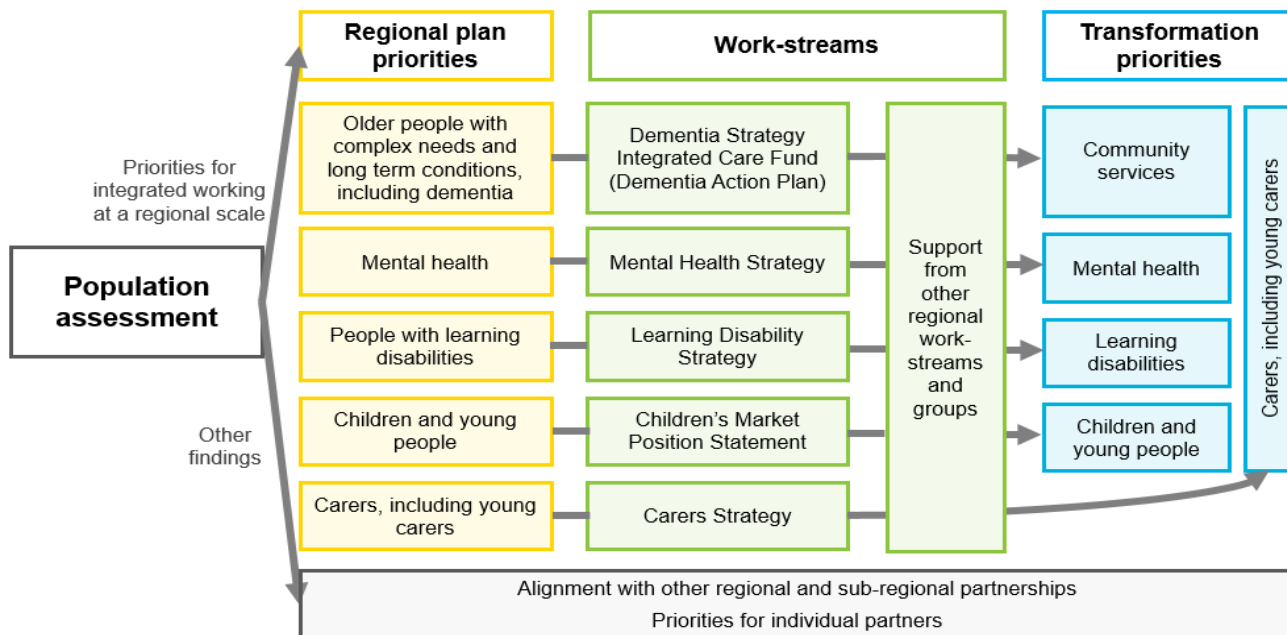 Regional plan
priorities
Work-streams
Transformation
priorities
Priorities for
integrated working
at a regional scale
Population
assessment
Other
findings
Older people with
complex needs and
long term conditions,
including dementia
Dementia Strategy
Integrated Care Fund
(Dementia Action Plan)
Community
services
Mental health
Mental Health Strategy
Mental health
People with learning
disabilities
Learning Disability
Strategy
Learning
disabilities
Children and young
people
Children’s Market
Position Statement
Children and
young people
Carers, including young
carers
Carers Strategy
Support
from
other
regional
work-
streams
and
groups
Carers, including young carers
Alignment with other regional and sub-regional partnerships
Priorities for individual partners